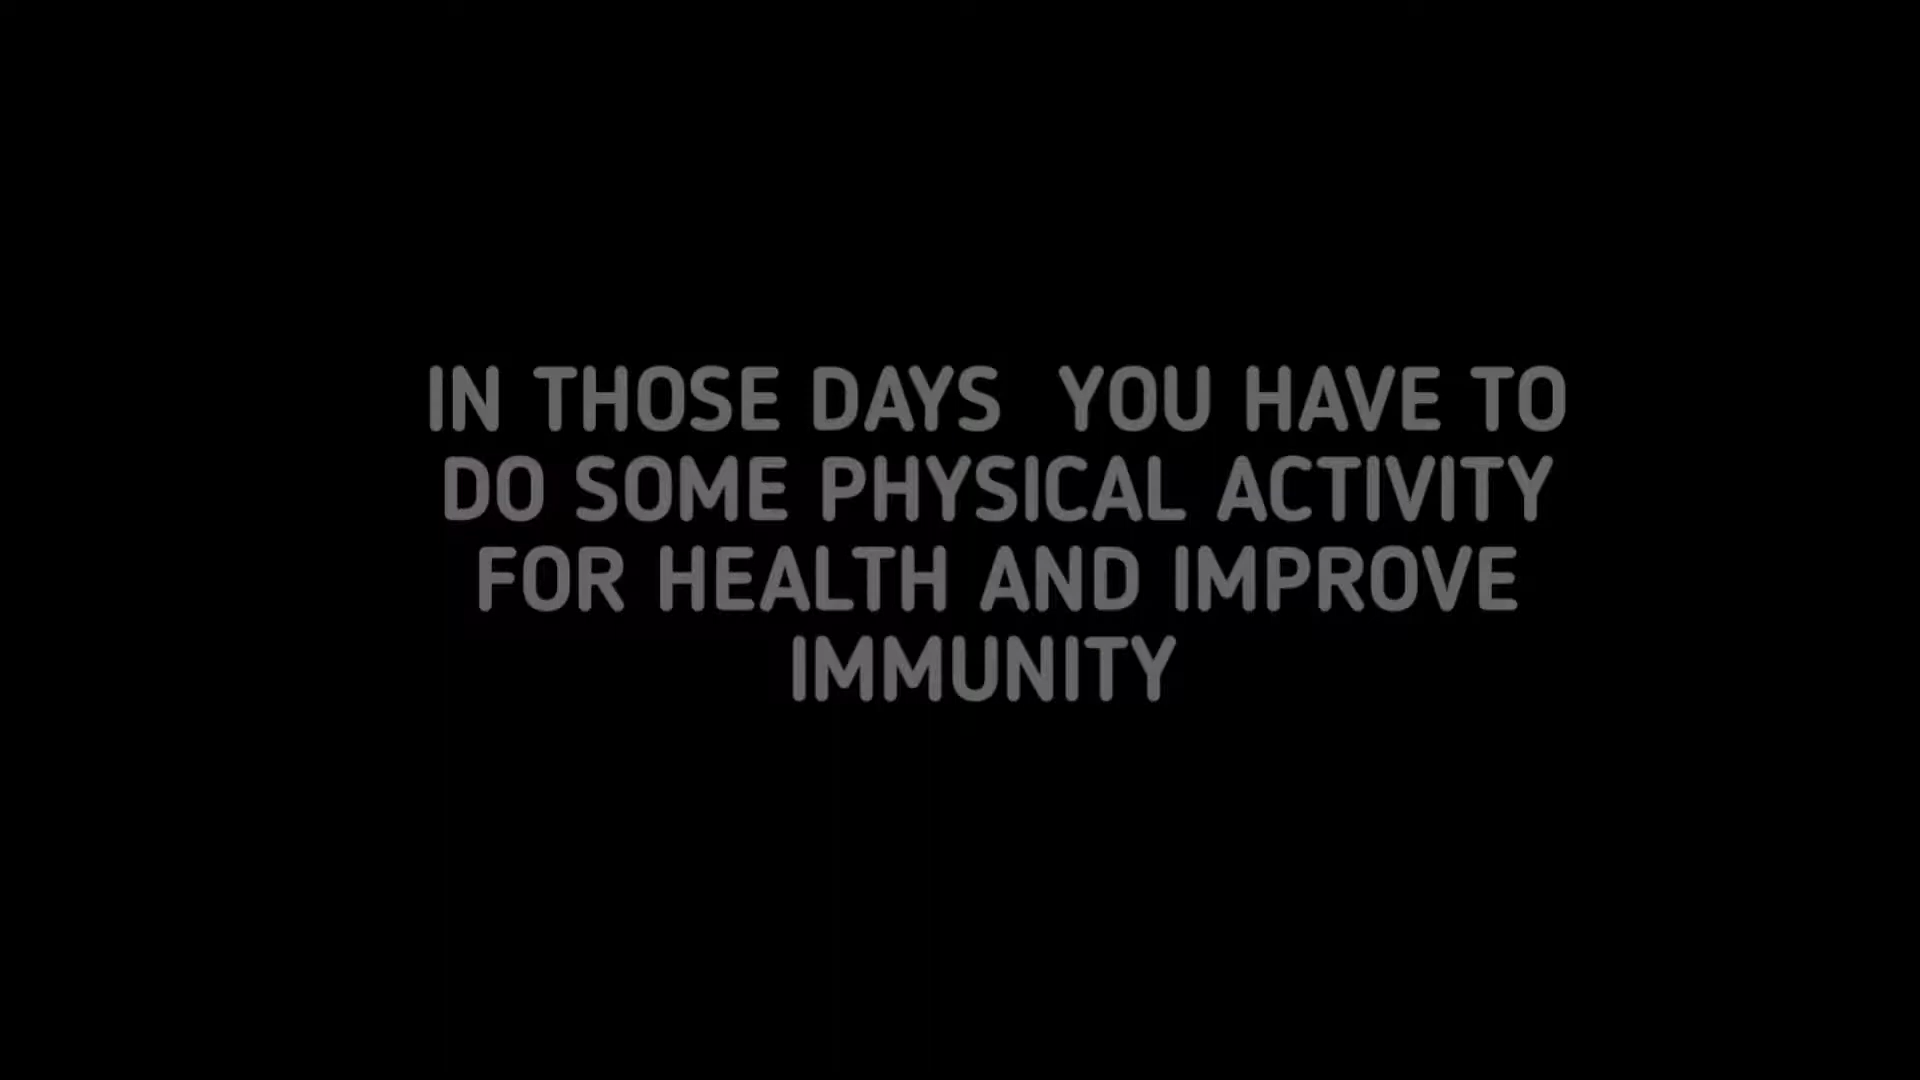 IN THOSE DAYS  YOU HAVE TO
DO SOME PHYSICAL ACTIVITY
FOR HEALTH AND IMPROVE
IMMUNITY